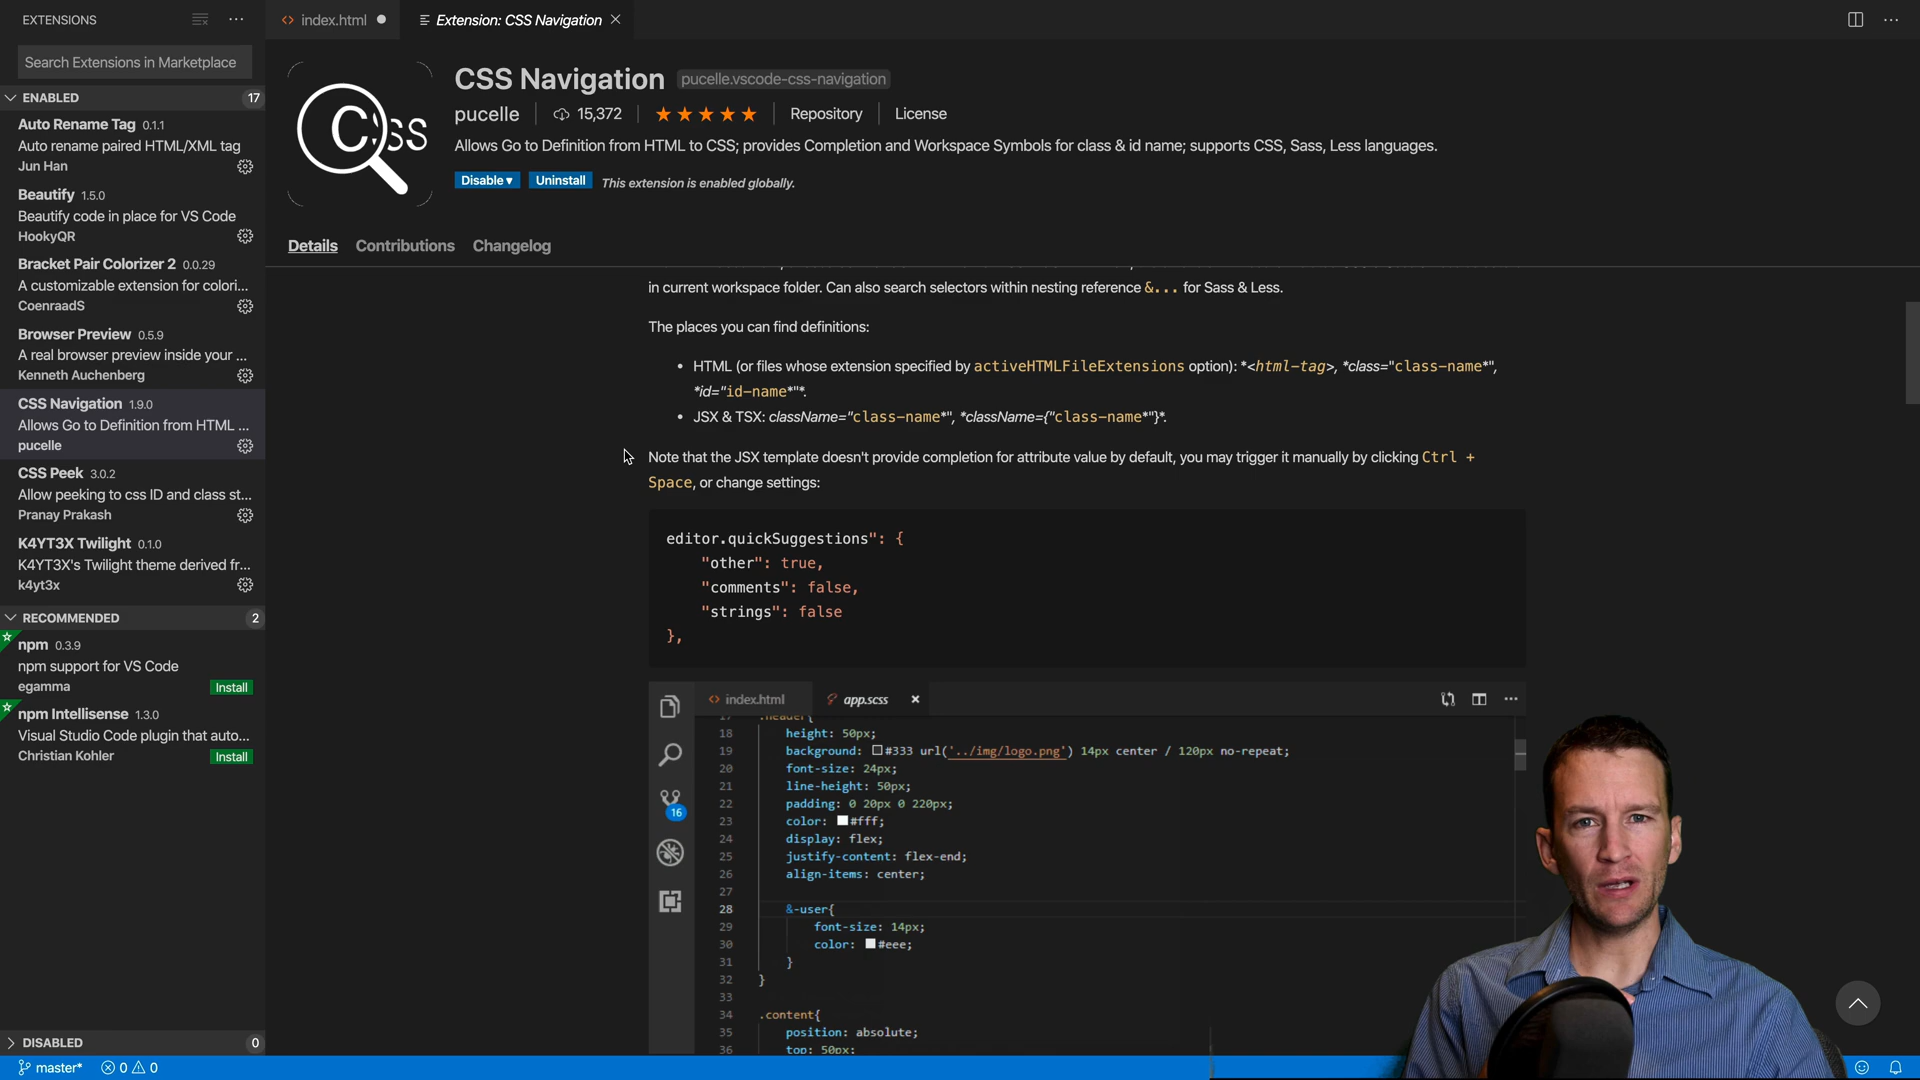 EXTENSIONS
index.html
Extension: CSS Navigation
Search Extensions in Marketplace
ENABLED 17
Auto Rename Tag 0.1.1
Auto rename paired HTML/XML tag
Jun Han
Beautify 1.5.0
Beautify code in place for VS Code
HookyQR
Bracket Pair Colorizer 2 0.0.29
A customizable extension for colori...
CoenraadS
Browser Preview 0.5.9
A real browser preview inside your ...
Kenneth Auchenberg
CSS Navigation 1.9.0
Allows Go to Definition from HTML ...
pucelle
CSS Peek 3.0.2
Allow peeking to css ID and class st...
Pranay Prakash
K4YT3X Twilight 0.1.0
K4YT3X's Twilight theme derived fr...
k4yt3x
RECOMMENDED 2
npm 0.3.9
npm support for VS Code
egamma Install
npm Intellisense 1.3.0
Visual Studio Code plugin that auto...
Christian Kohler Install
DISABLED 0
master* 0 0
CSS
CSS Navigation pucelle.vscode-css-navigation
pucelle 15,372 Repository License
Allows Go to Definition from HTML to CSS; provides Completion and Workspace Symbols for class & id name; supports CSS, Sass, Less languages.
Disable Uninstall This extension is enabled globally.
Details Contributions Changelog
in current workspace folder. Can also search selectors within nesting reference &... for Sass & Less.
The places you can find definitions:
• HTML (or files whose extension specified by activeHTMLFileExtensions option): *<html-tag>, *class="class-name*",
*id="id-name*"*.
• JSX & TSX: className="class-name*", *className={"class-name*"}*.
Note that the JSX template doesn't provide completion for attribute value by default, you may trigger it manually by clicking Ctrl +
Space, or change settings:
editor.quickSuggestions": {
"other": true,
"comments": false,
"strings": false
},
index.html app.scss
17 .header{
18 height: 50px;
19 background: #333 url('../img/logo.png') 14px center / 120px no-repeat;
20 font-size: 24px;
21 line-height: 50px;
22 padding: 0 20px 0 220px;
23 color: #fff;
24 display: flex;
25 justify-content: flex-end;
26 align-items: center;
27
28 &-user{
29 font-size: 14px;
30 color: #eee;
31 }
32 }
33
34 .content{
35 position: absolute;
36 top: 50px;
16